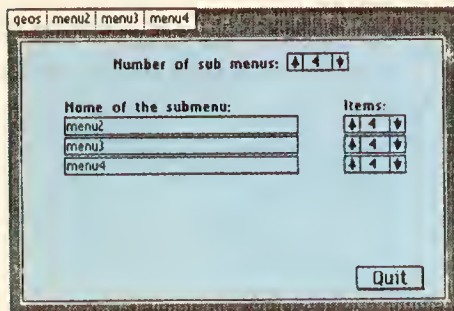 geos menu2 menu3 menu4
Number of sub menus: 4
Name of the submenu: Items:
menu2 4
menu3 4
menu4 4
Quit